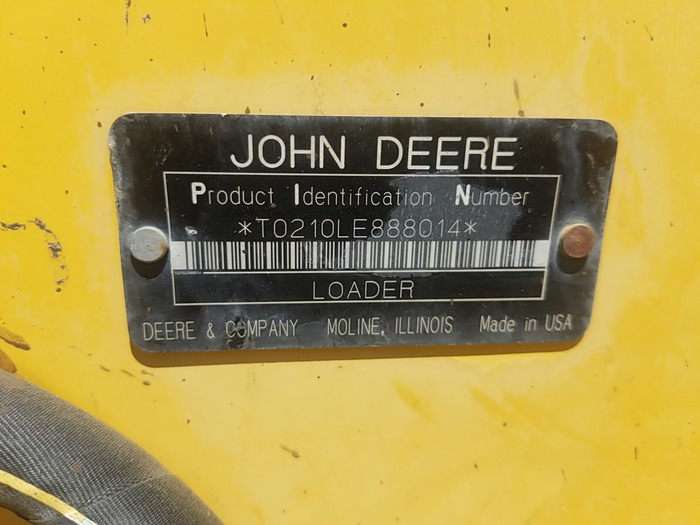 JOHN DEERE
Product Identification Number
*T0210LE888014*
LOADER
DEERE & COMPANY MOLINE, ILLINOIS Made in USA